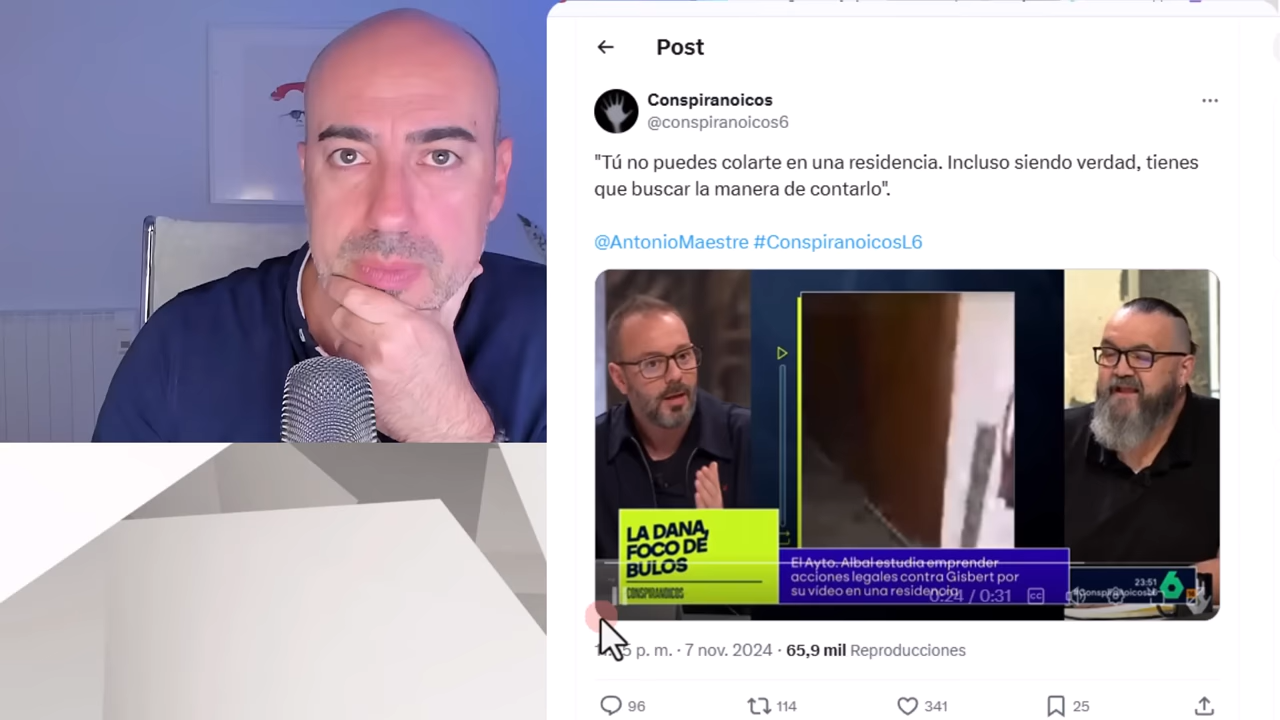 Post
Conspiranoicos
@conspiranoicos6
"Tú no puedes colarte en una residencia. Incluso siendo verdad, tienes
que buscar la manera de contarlo".
@AntonioMaestre #ConspiranoicosL6
LA DANA,
FOCO DE
BULOS
CONSPIRANOICOS
El Ayto. Albal estudia emprender
acciones legales contra Gisbert por
su vídeo en una residencia
0:24 / 0:31
CC
23:51
#ConspiranoicosL6
6
p. m. · 7 nov. 2024 · 65,9 mil Reproducciones
96
114
341
25